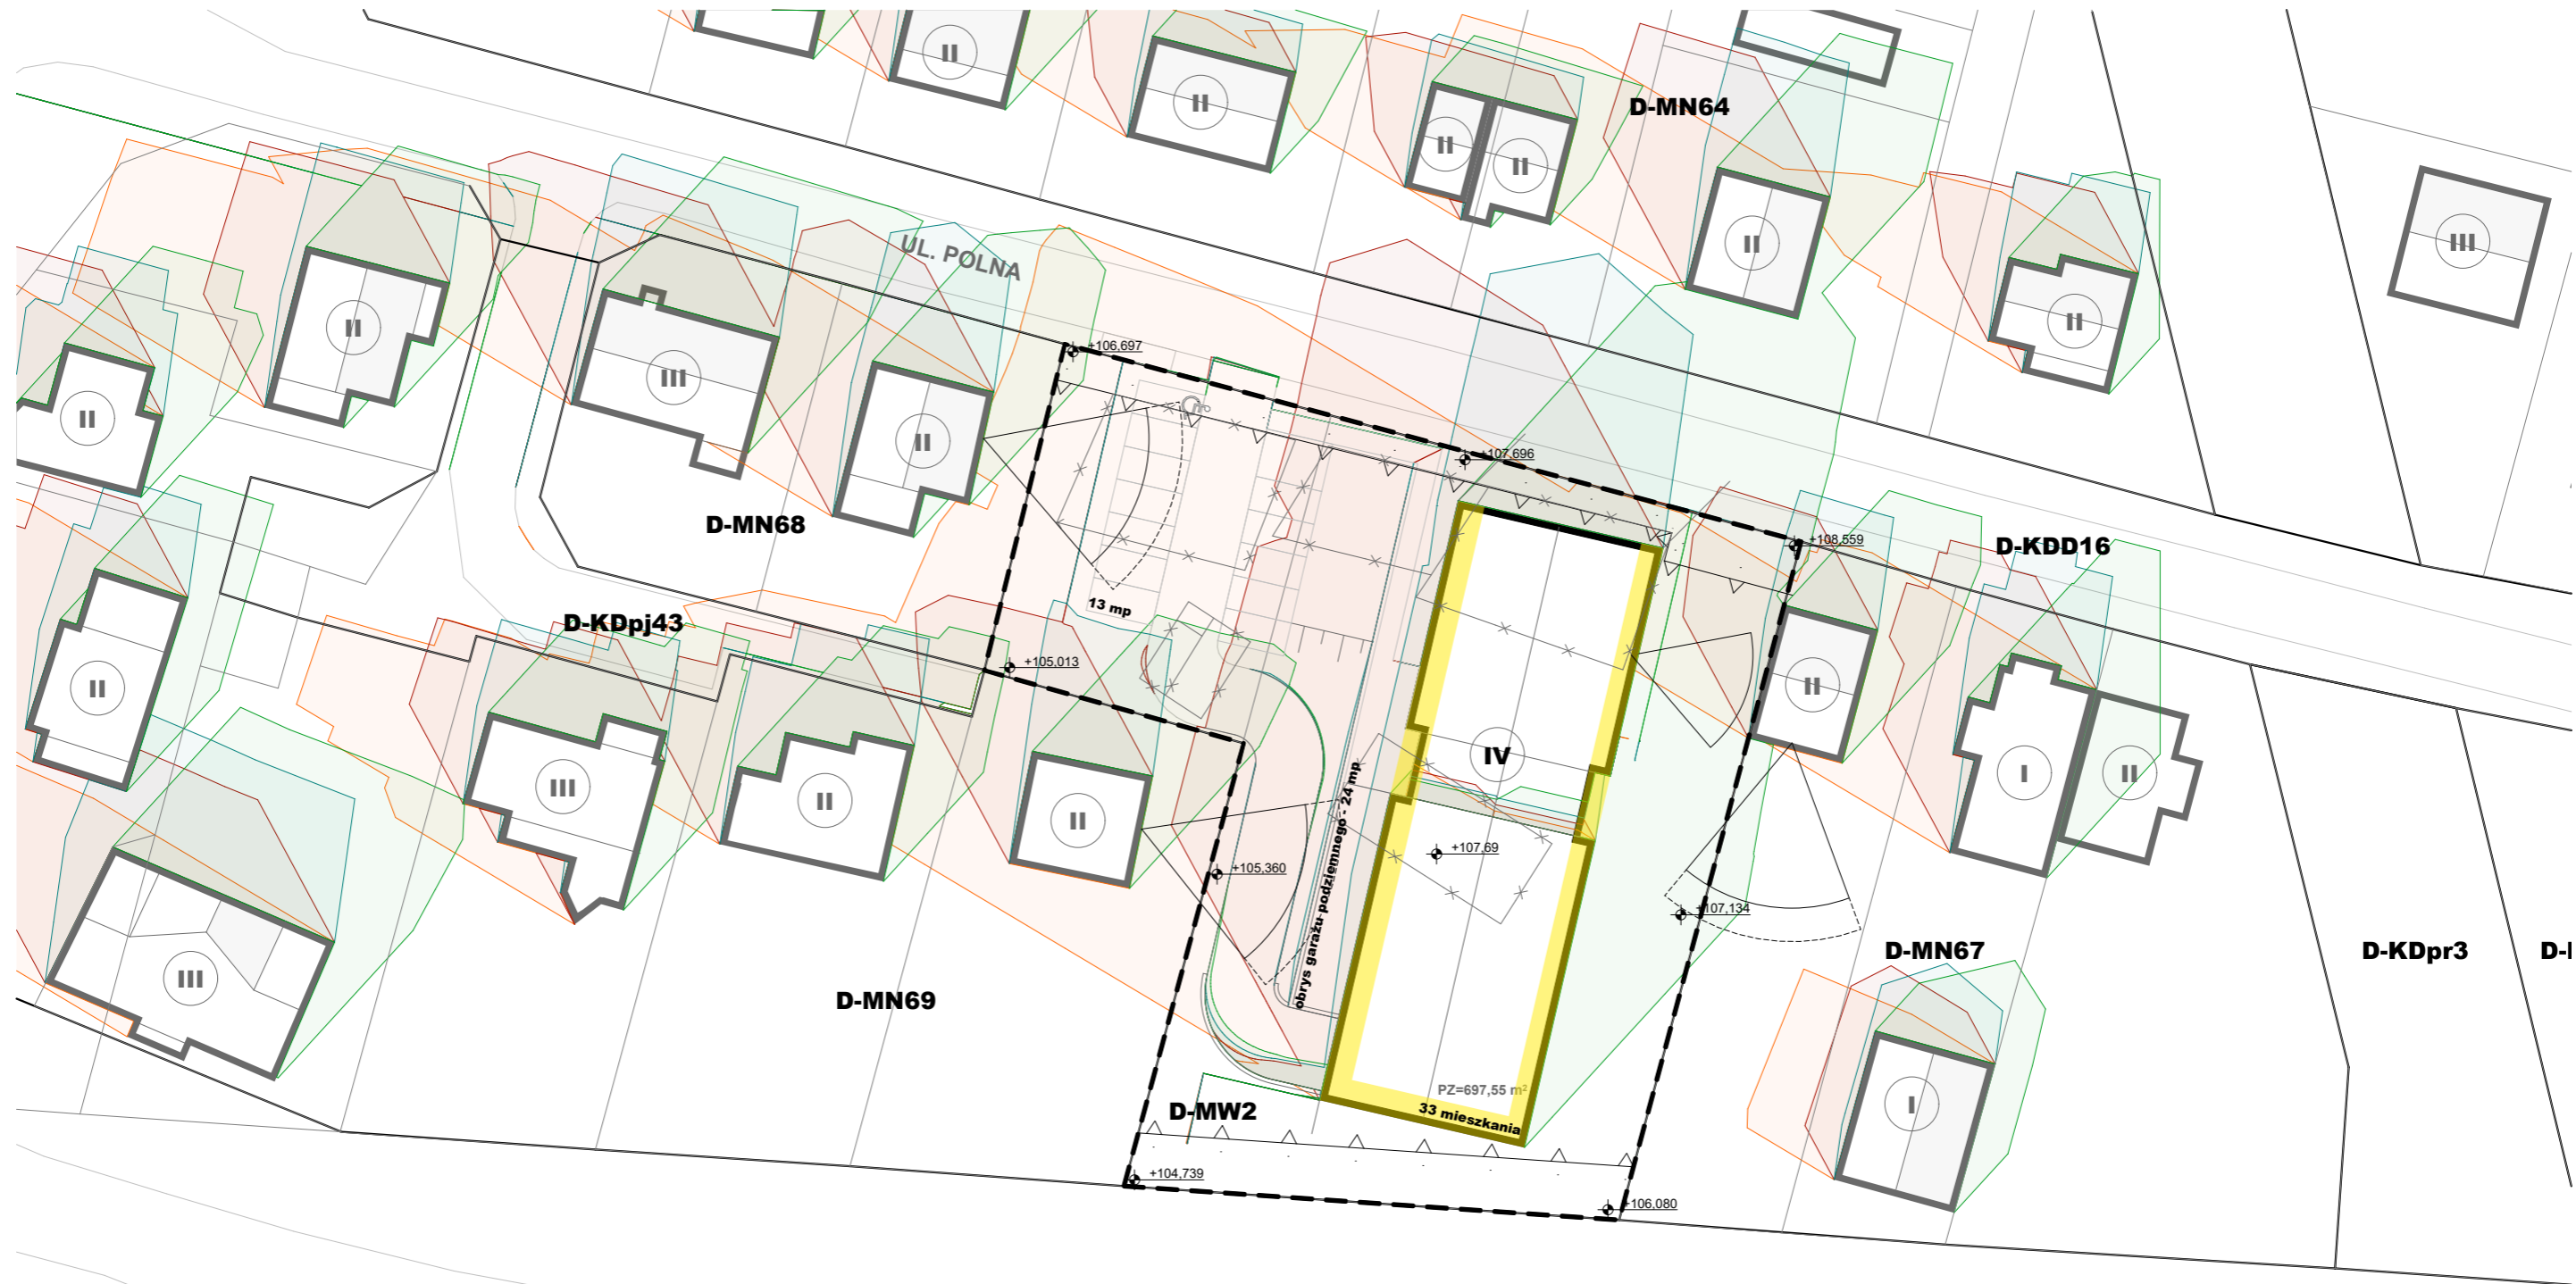 II
II
II
II
D-MN64
II
III
II
II
UL. POLNA
III
II
II
+106,697
+107,696
D-MN68
+108,559
D-KDD16
13 mp
D-KDpj43
+105,013
II
II
IV
I
II
III
II
II
obrys garażu podziemnego - 24 mp
+107,69
+105,360
+107,134
D-MN67
D-KDpr3
III
D-MN69
PZ=697,55 m²
33 mieszkania
D-MW2
I
+104,739
+106,080